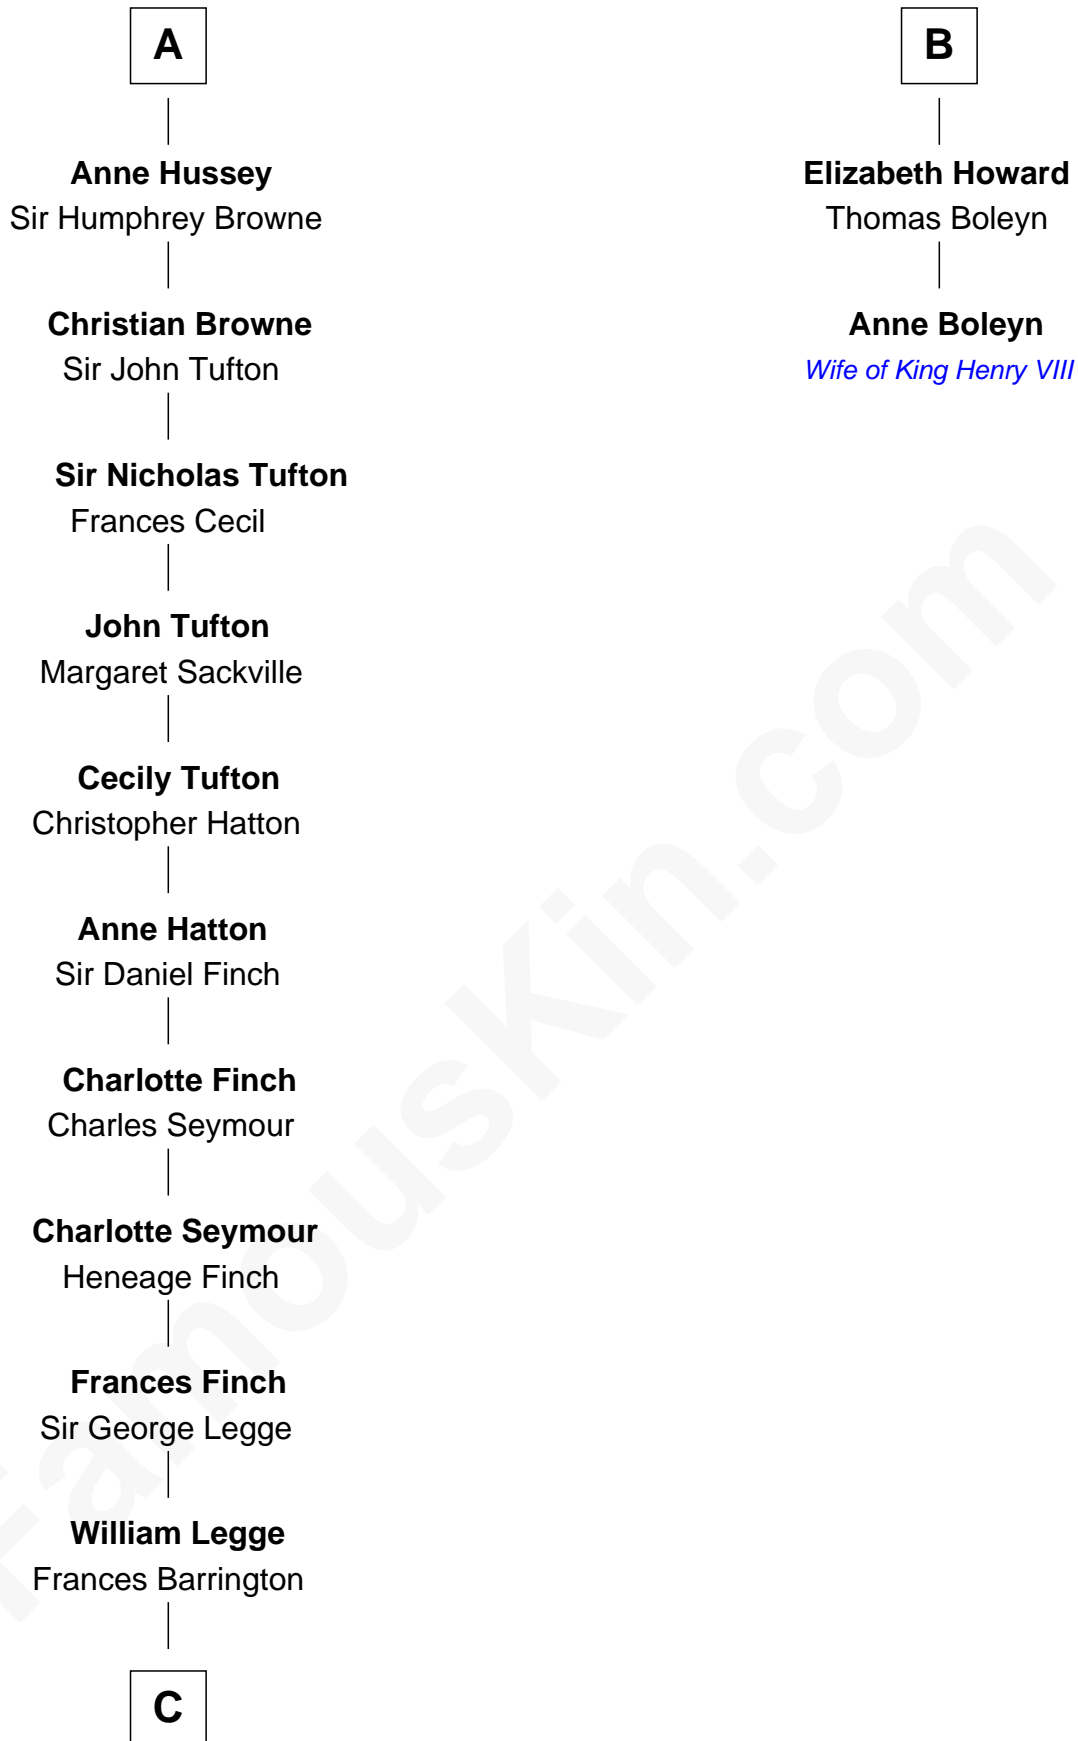 A
Anne Hussey
Sir Humphrey Browne
Christian Browne
Sir John Tufton
Sir Nicholas Tufton
Frances Cecil
John Tufton
Margaret Sackville
Cecily Tufton
Christopher Hatton
Anne Hatton
Sir Daniel Finch
Charlotte Finch
Charles Seymour
Charlotte Seymour
Heneage Finch
Frances Finch
Sir George Legge
William Legge
Frances Barrington
C
B
Elizabeth Howard
Thomas Boleyn
Anne Boleyn
Wife of King Henry VIII
FamousKin.com